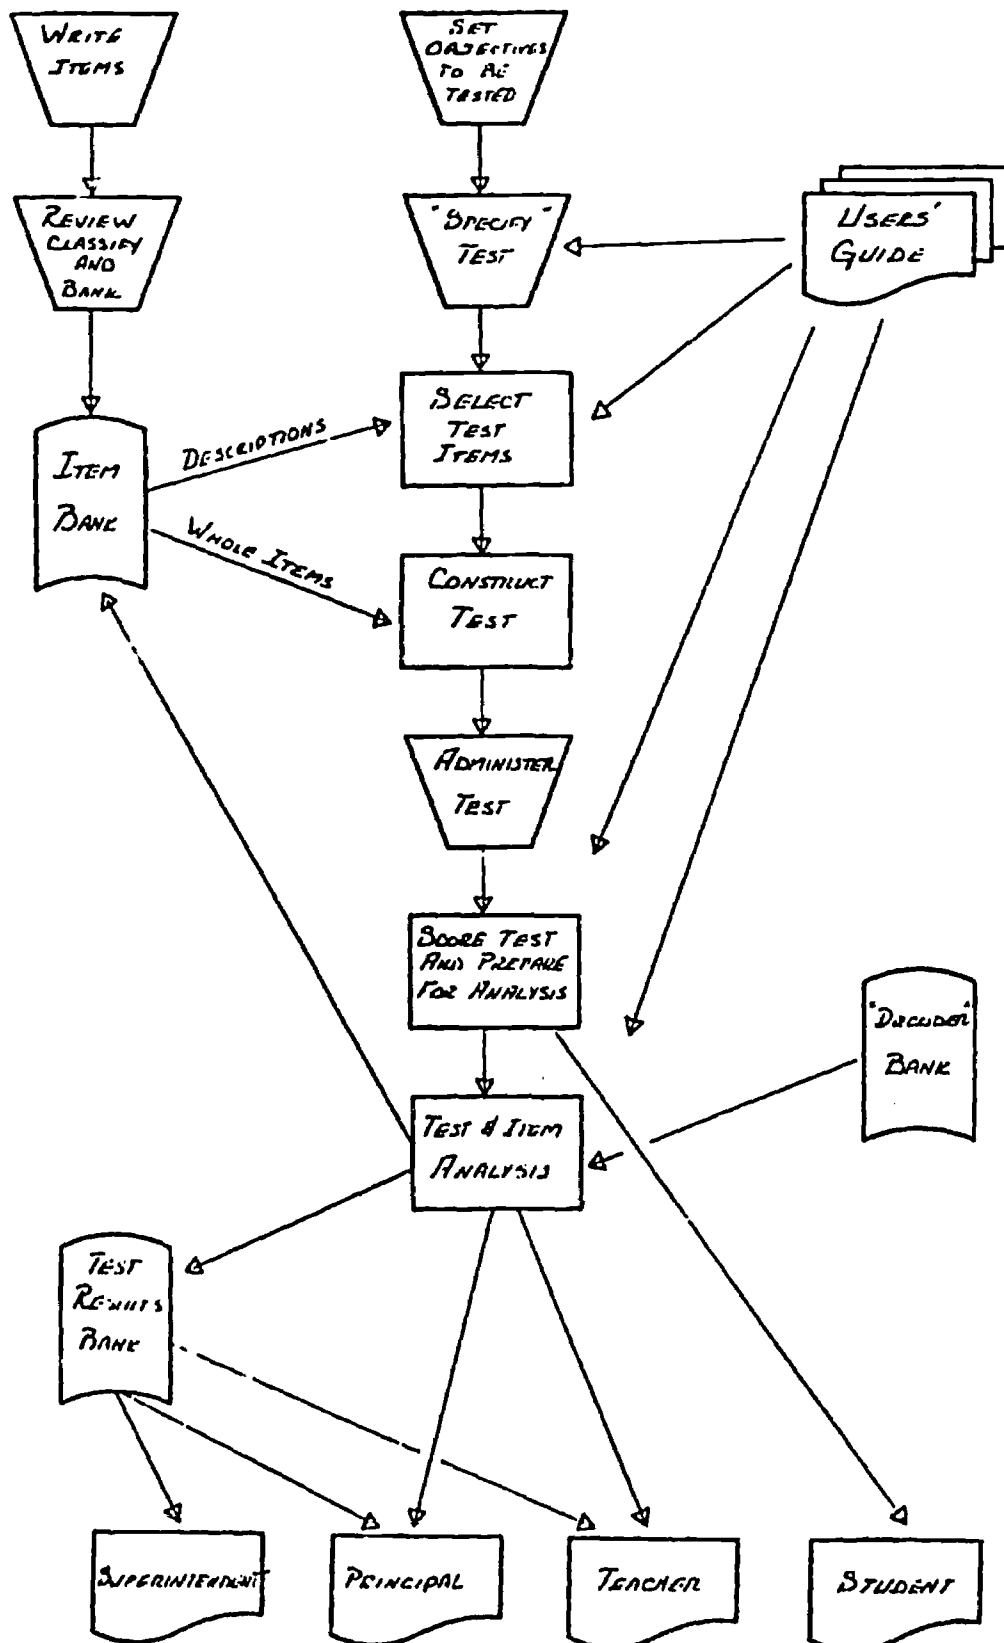 WRITE
ITEMS
SET
OBJECTIVES
TO BE
TESTED
REVIEW
CLASSIFY
AND
BANK
"SPECIFY"
TEST
USERS'
GUIDE
SELECT
TEST
ITEMS
DESCRIPTIONS
ITEM
BANK
WHOLE ITEMS
CONSTRUCT
TEST
ADMINISTER
TEST
SCORE TEST
AND PREPARE
FOR ANALYSIS
BANK
TEST & ITEM
ANALYSIS
TEST
RESULTS
BANK
SUPERINTENDENT
PRINCIPAL
TEACHER
STUDENT